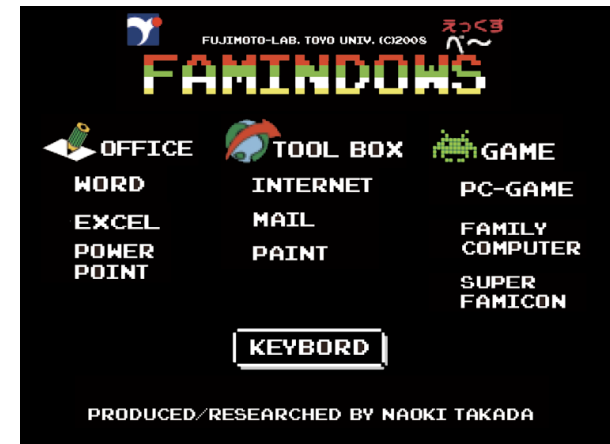 FUJIMOTO-LAB. TOYO UNIV. (C)2008
えっくす
べ〜
FAMINDOWS
OFFICE
WORD
EXCEL
POWER
POINT
TOOL BOX
INTERNET
MAIL
PAINT
GAME
PC-GAME
FAMILY
COMPUTER
SUPER
FAMICON
KEYBORD
PRODUCED/RESEARCHED BY NAOKI TAKADA